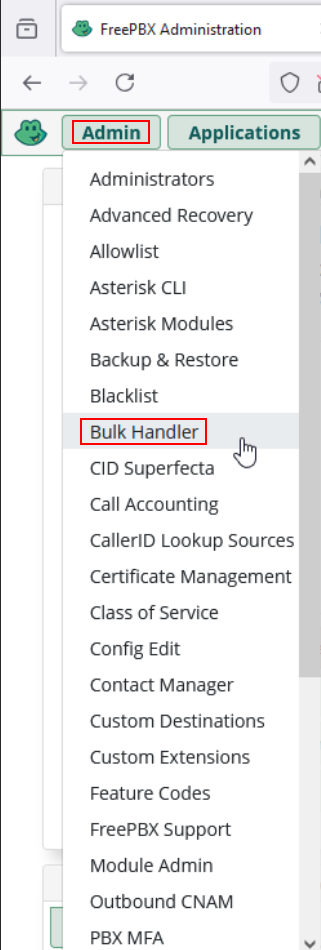 FreePBX Administration
Admin
Applications
Administrators
Advanced Recovery
Allowlist
Asterisk CLI
Asterisk Modules
Backup & Restore
Blacklist
Bulk Handler
CID Superfecta
Call Accounting
CallerID Lookup Sources
Certificate Management
Class of Service
Config Edit
Contact Manager
Custom Destinations
Custom Extensions
Feature Codes
FreePBX Support
Module Admin
Outbound CNAM
PBX MFA